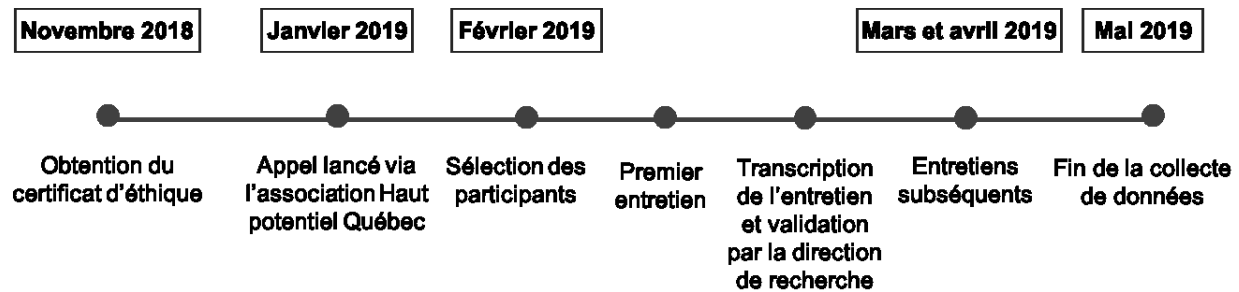 Novembre 2018
Janvier 2019
Février 2019
Mars et avril 2019
Mai 2019
Obtention du
certificat d'éthique
Appel lancé via
l'association Haut
potentiel Québec
Sélection des
participants
Premier
entretien
Transcription
de l'entretien
et validation
par la direction
de recherche
Entretiens
subséquents
Fin de la collecte
de données